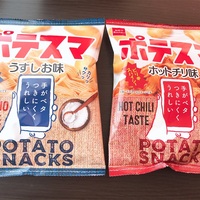 ポテスマ
うすしお味
手がベタ
つきにくく
うれしい
POTATO
SNACKS
ポテスマ
ホットチリ味
HOT CHILI
TASTE
手がベタ
つきにくく
うれしい
POTATO
SNACKS